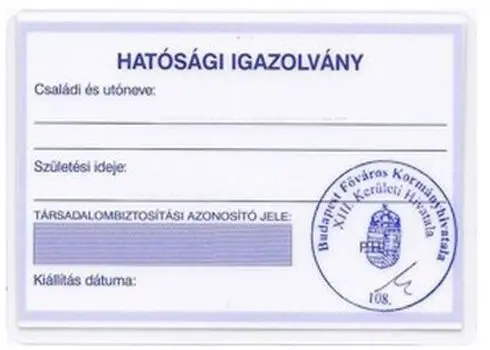 HATÓSÁGI IGAZOLVÁNY
Családi és utóneve:
Születési ideje:
TÁRSADALOMBIZTOSÍTÁSI AZONOSÍTÓ JELE:
Kiállítás dátuma:
Budapest Főváros Kormányhivatala
XIII. Kerületi Hivatala
P.H.
108.